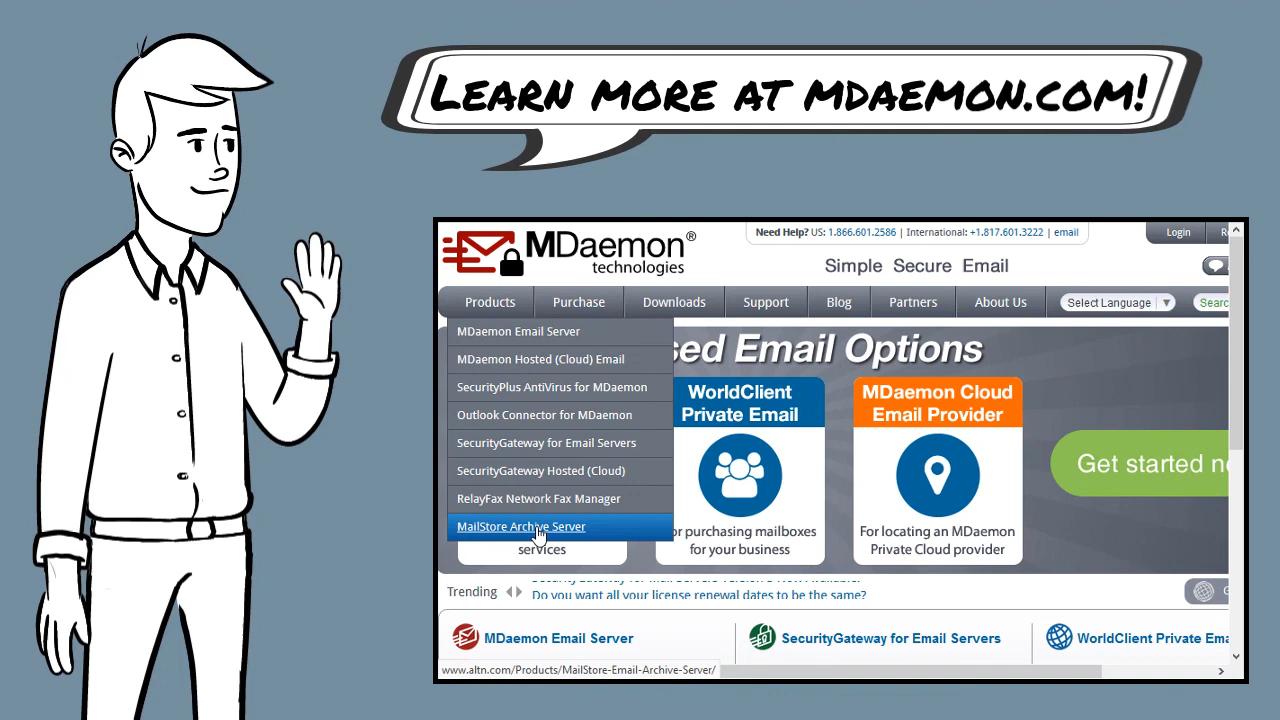 LEARN MORE AT MDAEMON.COM!
Need Help? US: 1.866.601.2586 | International: +1.817.601.3222 | email
Login
MDaemon®
technologies
Simple Secure Email
Products Purchase Downloads Support Blog Partners About Us Select Language ▼ Searc
MDaemon Email Server
MDaemon Hosted (Cloud) Email
SecurityPlus AntiVirus for MDaemon
Outlook Connector for MDaemon
SecurityGateway for Email Servers
SecurityGateway Hosted (Cloud)
RelayFax Network Fax Manager
MailStore Archive Server
sed Email Options
WorldClient
Private Email
purchasing mailboxes
for your business
MDaemon Cloud
Email Provider
For locating an MDaemon
Private Cloud provider
services
Get started
Trending
Do you want all your license renewal dates to be the same?
MDaemon Email Server
SecurityGateway for Email Servers
WorldClient Private Ema
www.altn.com/Products/MailStore-Email-Archive-Server/